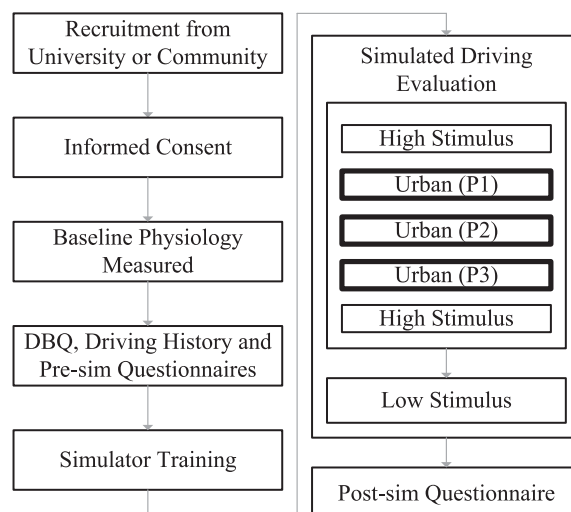 Recruitment from
University or Community
Informed Consent
Baseline Physiology
Measured
DBQ, Driving History and
Pre-sim Questionnaires
Simulator Training
Simulated Driving
Evaluation
High Stimulus
Urban (P1)
Urban (P2)
Urban (P3)
High Stimulus
Low Stimulus
Post-sim Questionnaire